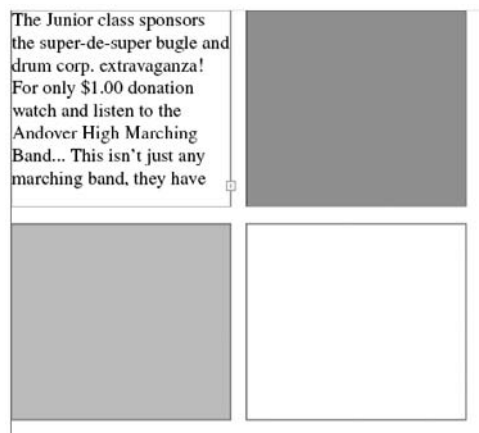 The Junior class sponsors
the super-de-super bugle and
drum corp. extravaganza!
For only $1.00 donation
watch and listen to the
Andover High Marching
Band... This isn't just any
marching band, they have